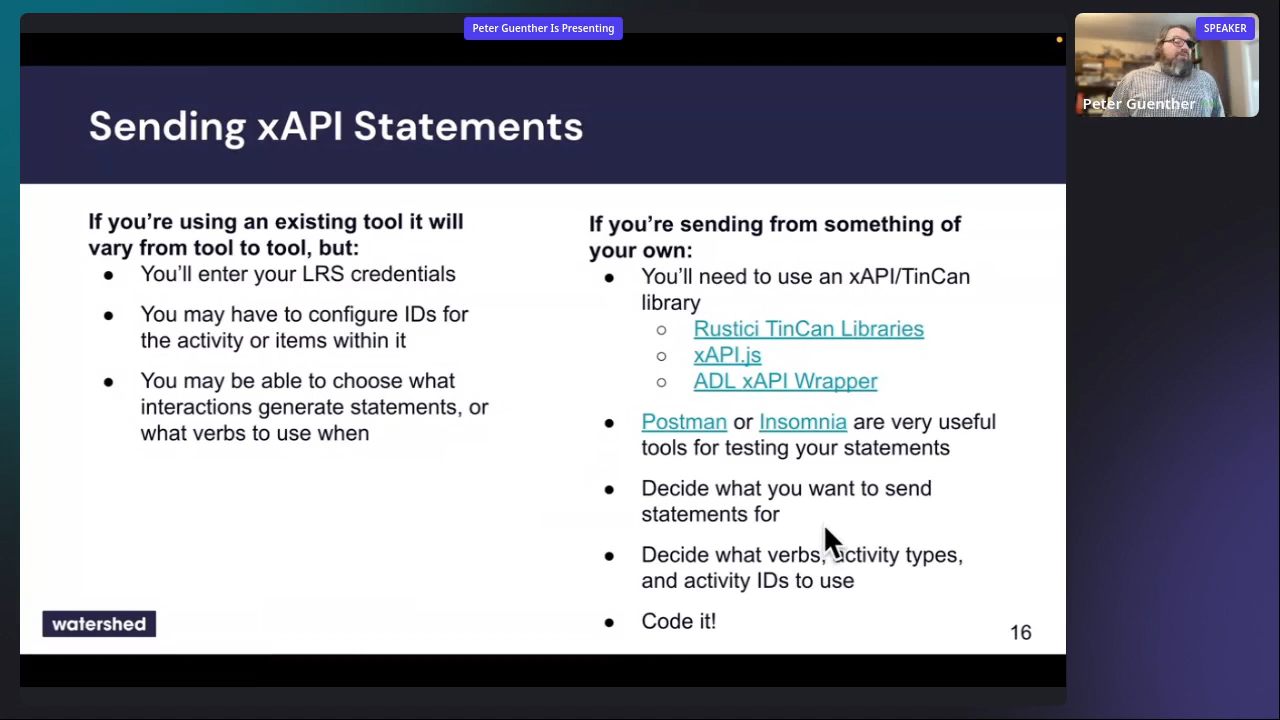 Peter Guenther Is Presenting
SPEAKER
Peter Guenther
Sending xAPI Statements
If you’re using an existing tool it will
vary from tool to tool, but:
● You’ll enter your LRS credentials
● You may have to configure IDs for
the activity or items within it
● You may be able to choose what
interactions generate statements, or
what verbs to use when
If you’re sending from something of
your own:
● You’ll need to use an xAPI/TinCan
library
○ Rustici TinCan Libraries
○ xAPI.js
○ ADL xAPI Wrapper
● Postman or Insomnia are very useful
tools for testing your statements
● Decide what you want to send
statements for
● Decide what verbs, activity types,
and activity IDs to use
● Code it!
watershed
16